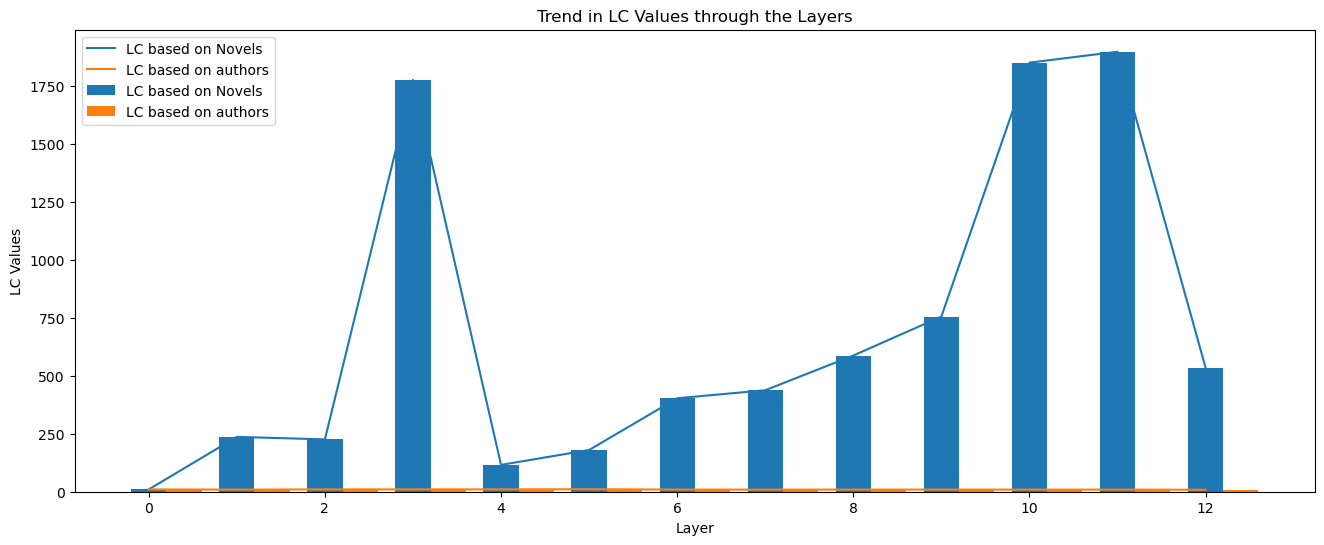 Trend in LC Values through the Layers
LC based on Novels
LC based on authors
LC based on Novels
LC based on authors
LC Values
1750
1500
1250
1000
750
500
250
0
0 2 4 6 8 10 12
Layer